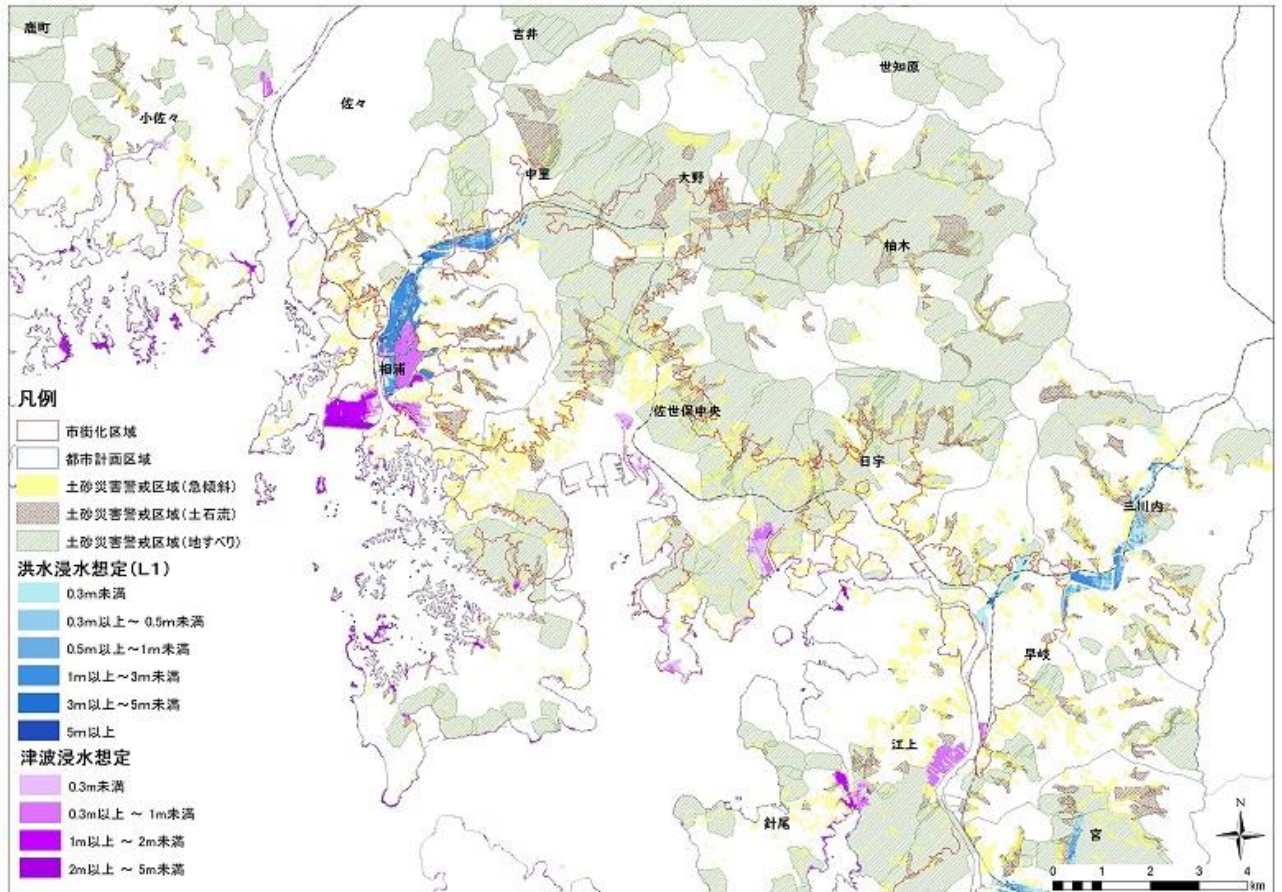 鹿町
吉井
世知原
佐々
小佐々
中里
大野
柚木
相浦
佐世保中央
日宇
三川内
早岐
江上
針尾
宮
凡例
市街化区域
都市計画区域
土砂災害警戒区域(急傾斜)
土砂災害警戒区域(土石流)
土砂災害警戒区域(地すべり)
洪水浸水想定(L1)
0.3m未満
0.3m以上～ 0.5m未満
0.5m以上～1m未満
1m以上～3m未満
3m以上～5m未満
5m以上
津波浸水想定
0.3m未満
0.3m以上 ～ 1m未満
1m以上 ～ 2m未満
2m以上 ～ 5m未満
N
0 1 2 3 4
km